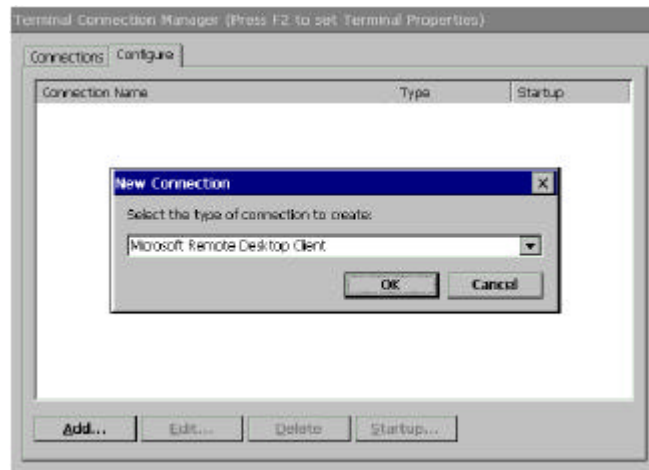 Terminal Connection Manager (Press F2 to set Terminal Properties)
Connections Configure
Connection Name Type Startup
New Connection
Select the type of connection to create:
Microsoft Remote Desktop Client
OK Cancel
Add... Edit... Delete Startup...